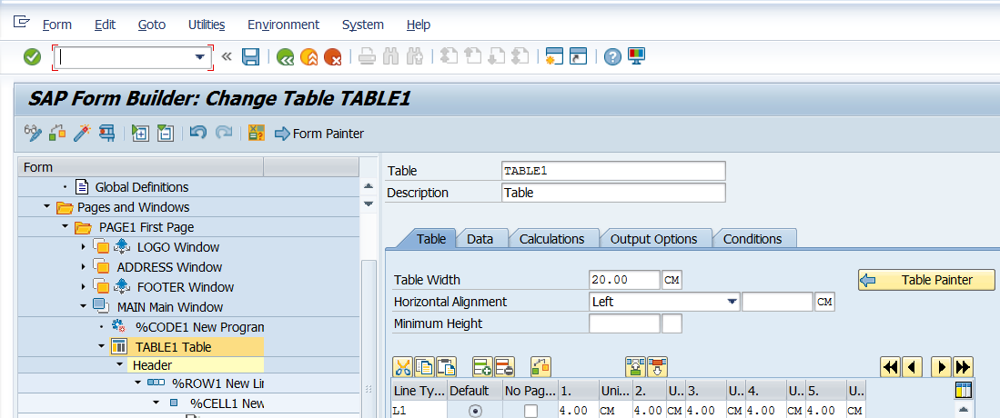 Form Edit Goto Utilities Environment System Help
SAP Form Builder: Change Table TABLE1
Form Painter
Form
Global Definitions
Pages and Windows
PAGE1 First Page
LOGO Window
ADDRESS Window
FOOTER Window
MAIN Main Window
%CODE1 New Program
TABLE1 Table
Header
%ROW1 New Lin
%CELL1 New
Table TABLE1
Description Table
Table Data Calculations Output Options Conditions
Table Width 20.00 CM Table Painter
Horizontal Alignment Left CM
Minimum Height
Line Ty... Default No Pag... 1. Uni... 2. U... 3. U... 4. U... 5. U...
L1 4.00 CM 4.00 CM 4.00 CM 4.00 CM 4.00 CM